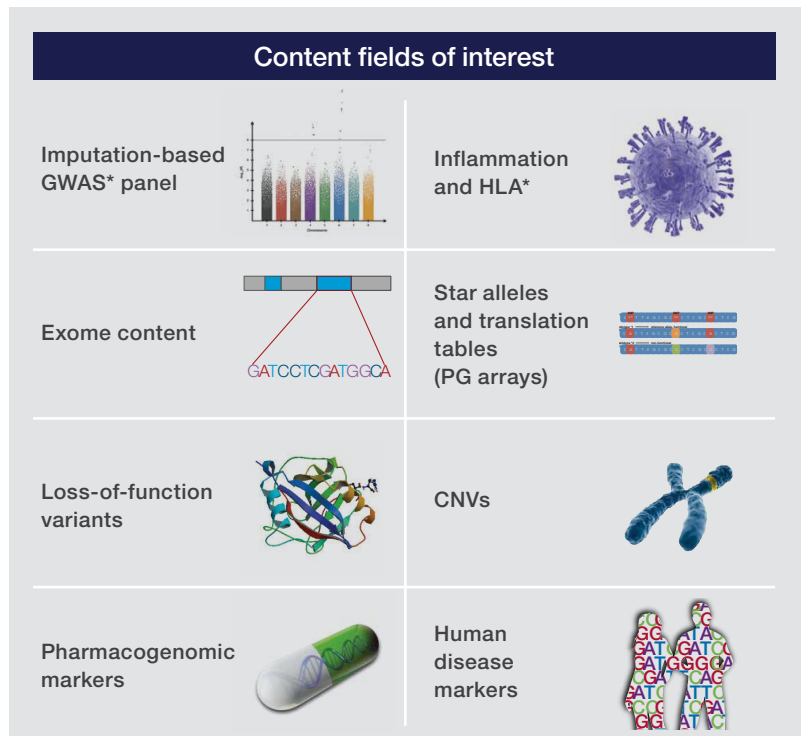 Content fields of interest
Imputation-based
GWAS* panel
Inflammation
and HLA*
Exome content
GATCCTCGATGGCA
Star alleles
and translation
tables
(PG arrays)
Loss-of-function
variants
CNVs
Pharmacogenomic
markers
Human
disease
markers